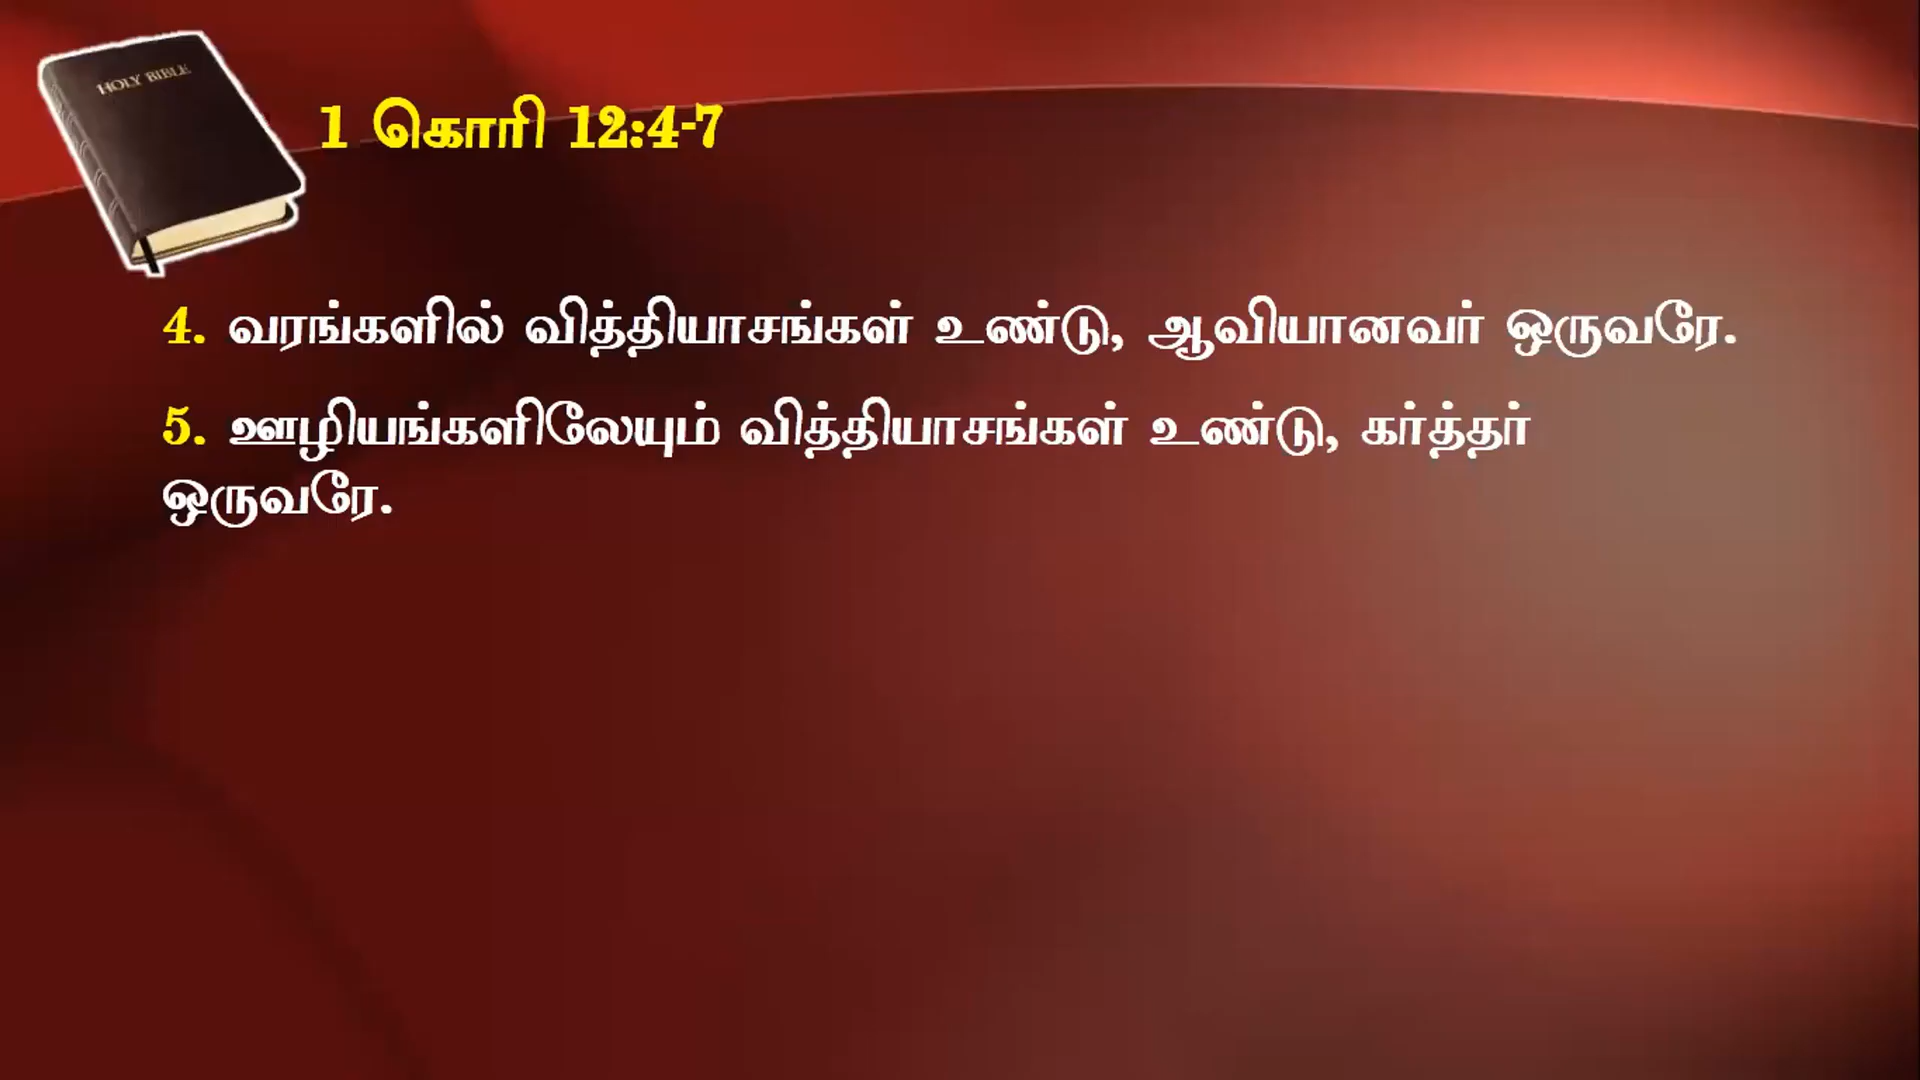 HOLY BIBLE
1 கொரி 12:4-7
4. வரங்களில் வித்தியாசங்கள் உண்டு, ஆவியானவர் ஒருவரே.
5. ஊழியங்களிலேயும் வித்தியாசங்கள் உண்டு, கர்த்தர்
ஒருவரே.